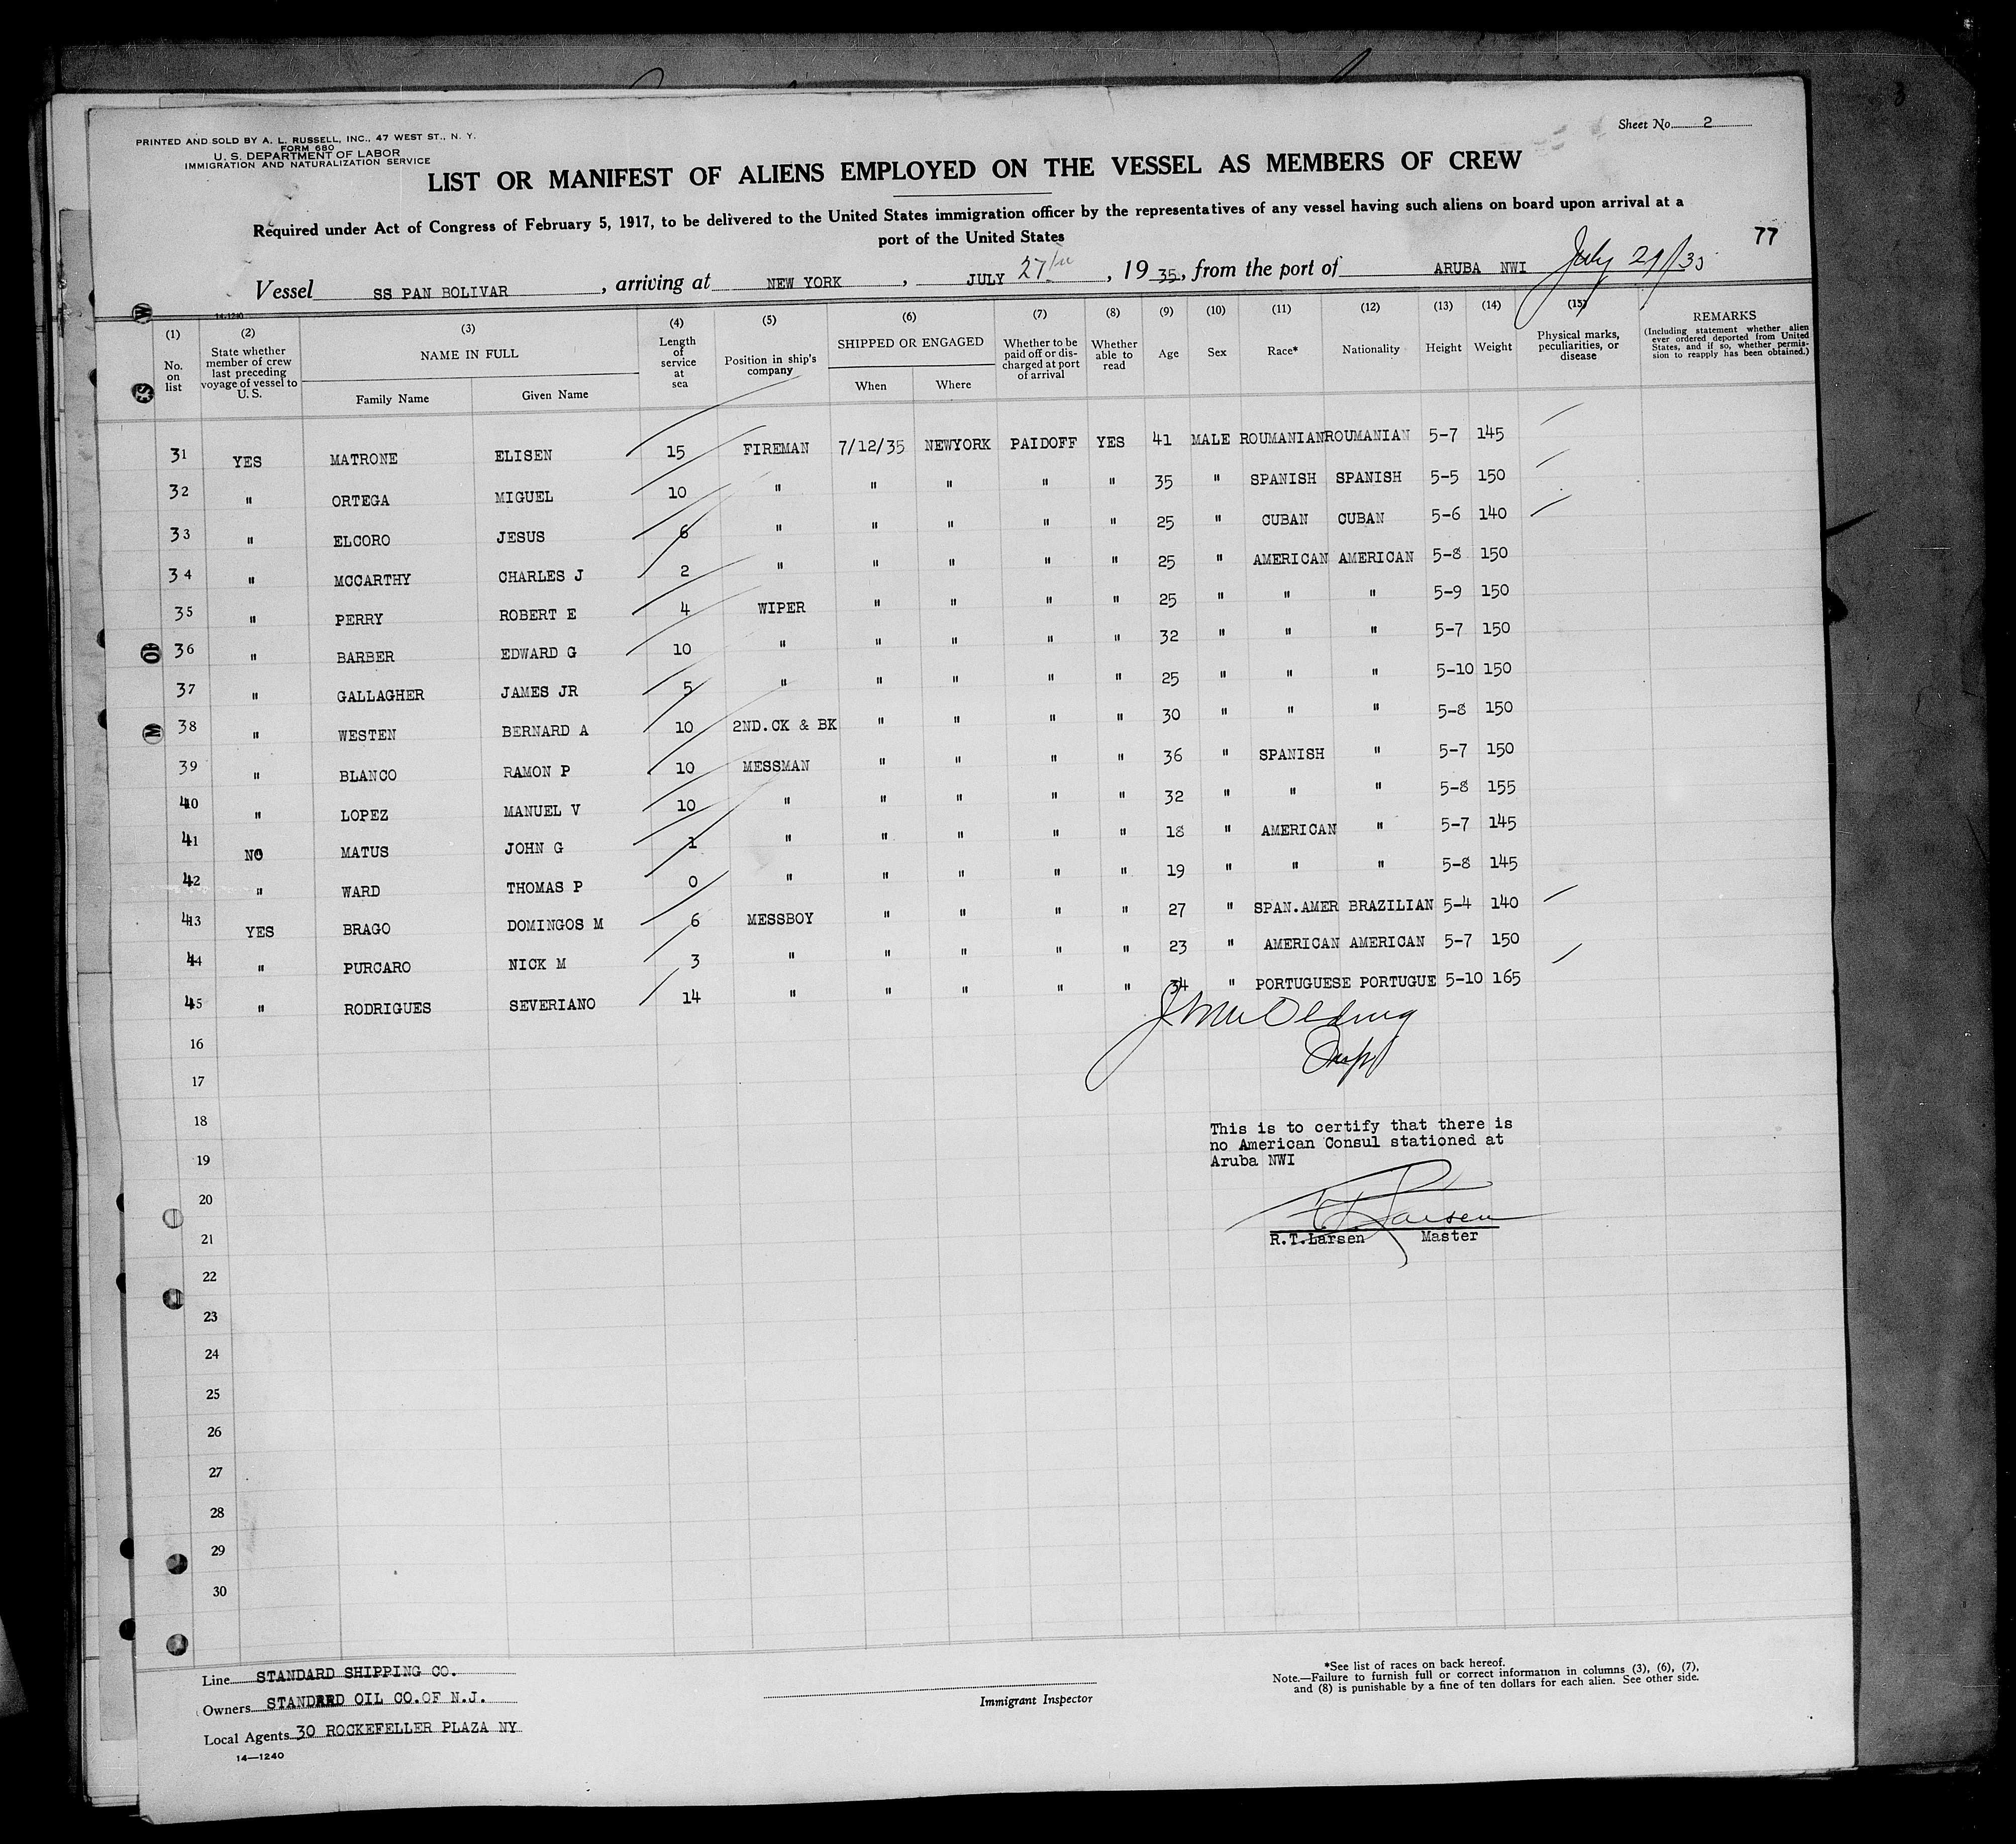 Sheet No. 2
PRINTED AND SOLD BY A. L. RUSSELL, INC., 47 WEST ST., N. Y.
FORM 680
U. S. DEPARTMENT OF LABOR
IMMIGRATION AND NATURALIZATION SERVICE
LIST OR MANIFEST OF ALIENS EMPLOYED ON THE VESSEL AS MEMBERS OF CREW
Required under Act of Congress of February 5, 1917, to be delivered to the United States immigration officer by the representatives of any vessel having such aliens on board upon arrival at a
port of the United States
77
Vessel SS PAN BOLIVAR , arriving at NEW YORK , JULY 27th , 19 35, from the port of ARUBA NWI July 21/35
14-1240
(1) (2) (3) (4) (5) (6) (7) (8) (9) (10) (11) (12) (13) (14) (15) REMARKS
No. on list State whether member of crew last preceding voyage of vessel to U. S. NAME IN FULL Family Name Given Name Length of service at sea Position in ship's company SHIPPED OR ENGAGED When Where Whether to be paid off or discharged at port of arrival Whether able to read Age Sex Race* Nationality Height Weight Physical marks, peculiarities, or disease (Including statement whether alien ever ordered deported from United States, and if so, whether permission to reapply has been obtained.)
31 YES MATRONE ELISEN 15 FIREMAN 7/12/35 NEWYORK PAIDOFF YES 41 MALE ROUMANIAN ROUMANIAN 5-7 145
32 " ORTEGA MIGUEL 10 " " " " " 35 " SPANISH SPANISH 5-5 150
33 " ELCORO JESUS 6 " " " " " 25 " CUBAN CUBAN 5-6 140
34 " MCCARTHY CHARLES J 2 " " " " " 25 " AMERICAN AMERICAN 5-8 150
35 " PERRY ROBERT E 4 WIPER " " " " 25 " " " 5-9 150
36 " BARBER EDWARD G 10 " " " " " 32 " " " 5-7 150
37 " GALLAGHER JAMES JR 5 " " " " " 25 " " " 5-10 150
38 " WESTEN BERNARD A 10 2ND.CK & BK " " " " 30 " " " 5-8 150
39 " BLANCO RAMON P 10 MESSMAN " " " " 36 " SPANISH " 5-7 150
40 " LOPEZ MANUEL V 10 " " " " " 32 " " " 5-8 155
41 NO MATUS JOHN G 1 " " " " " 18 " AMERICAN " 5-7 145
42 " WARD THOMAS P 0 " " " " " 19 " " " 5-8 145
43 YES BRAGO DOMINGOS M 6 MESSBOY " " " " 27 " SPAN.AMER BRAZILIAN 5-4 140
44 " PURCARO NICK M 3 " " " " " 23 " AMERICAN AMERICAN 5-7 150
45 " RODRIGUES SEVERIANO 14 " " " " " 34 " PORTUGUESE PORTUGUE 5-10 165
16
17
18
This is to certify that there is
no American Consul stationed at
Aruba NWI
19
20
21
R.T.Larsen Master
22
23
24
25
26
27
28
29
30
Line STANDARD SHIPPING CO.
Owners STANDARD OIL CO.OF N.J.
Local Agents 30 ROCKEFELLER PLAZA NY
14—1240
Immigrant Inspector
*See list of races on back hereof.
Note.—Failure to furnish full or correct information in columns (3), (6), (7),
and (8) is punishable by a fine of ten dollars for each alien. See other side.